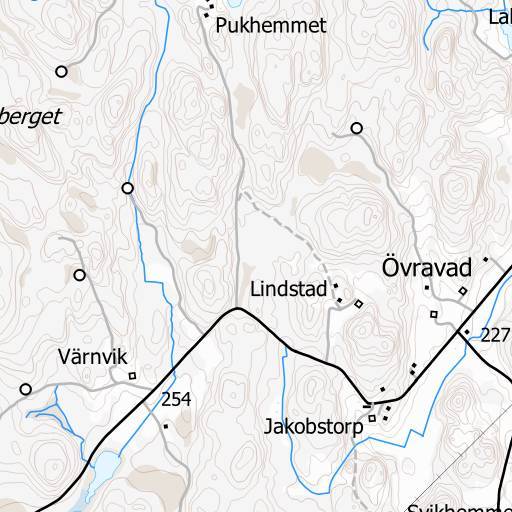 Pukhemmet
berget
Övravad
Lindstad
227
Värnvik
254
Jakobstorp